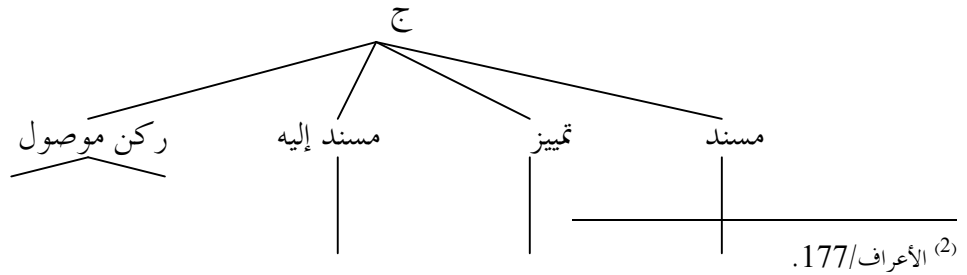 ج
مسند تمييز مسند إليه ركن موصول
(2) الأعراف/177.